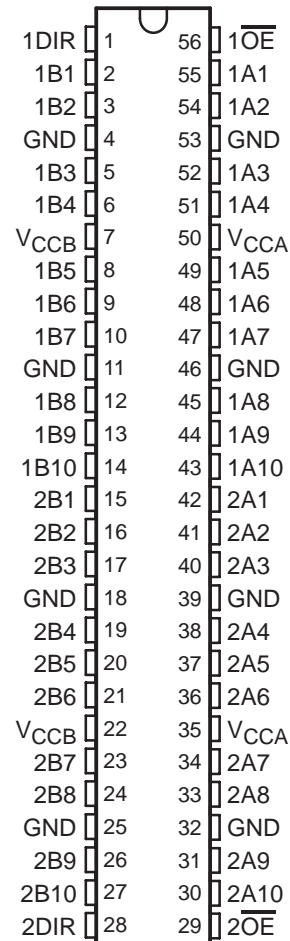 1DIR 1 56 1O̅E̅
1B1 2 55 1A1
1B2 3 54 1A2
GND 4 53 GND
1B3 5 52 1A3
1B4 6 51 1A4
VCCB 7 50 VCCA
1B5 8 49 1A5
1B6 9 48 1A6
1B7 10 47 1A7
GND 11 46 GND
1B8 12 45 1A8
1B9 13 44 1A9
1B10 14 43 1A10
2B1 15 42 2A1
2B2 16 41 2A2
2B3 17 40 2A3
GND 18 39 GND
2B4 19 38 2A4
2B5 20 37 2A5
2B6 21 36 2A6
VCCB 22 35 VCCA
2B7 23 34 2A7
2B8 24 33 2A8
GND 25 32 GND
2B9 26 31 2A9
2B10 27 30 2A10
2DIR 28 29 2O̅E̅